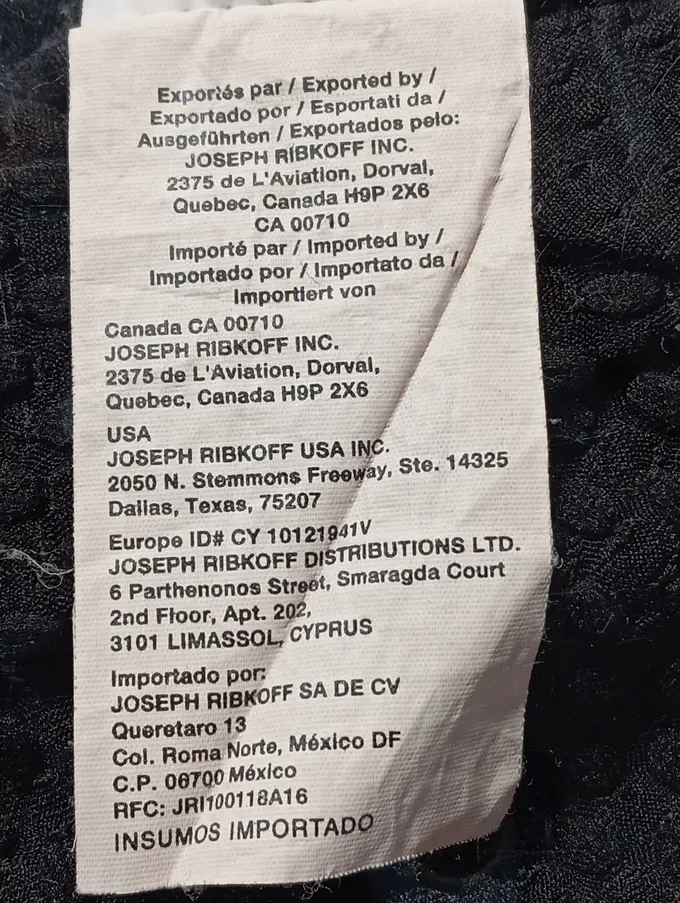 Exportés par / Exported by /
Exportado por / Esportati da /
Ausgeführten / Exportados pelo:
JOSEPH RIBKOFF INC.
2375 de L'Aviation, Dorval,
Quebec, Canada H9P 2X6
CA 00710
Importé par / Imported by /
Importado por / Importato da /
Importiert von
Canada CA 00710
JOSEPH RIBKOFF INC.
2375 de L'Aviation, Dorval,
Quebec, Canada H9P 2X6
USA
JOSEPH RIBKOFF USA INC.
2050 N. Stemmons Freeway, Ste. 14325
Dallas, Texas, 75207
Europe ID# CY 10121941V
JOSEPH RIBKOFF DISTRIBUTIONS LTD.
6 Parthenonos Street, Smaragda Court
2nd Floor, Apt. 202,
3101 LIMASSOL, CYPRUS
Importado por:
JOSEPH RIBKOFF SA DE CV
Queretaro 13
Col. Roma Norte, México DF
C.P. 06700 México
RFC: JRI100118A16
INSUMOS IMPORTADO